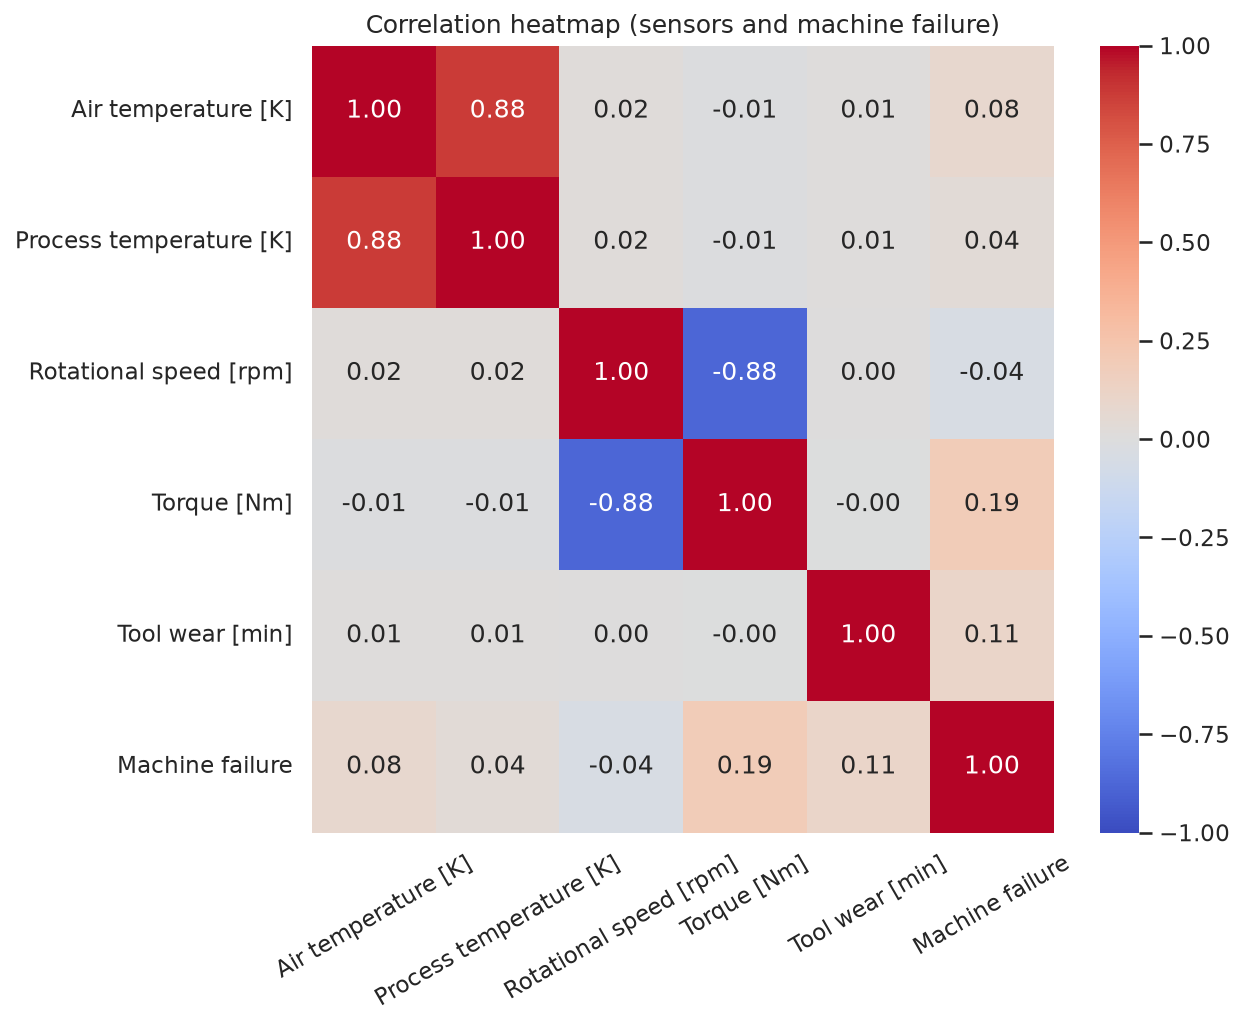 Correlation heatmap (sensors and machine failure)
Air temperature [K] 1.00 0.88 0.02 -0.01 0.01 0.08
Process temperature [K] 0.88 1.00 0.02 -0.01 0.01 0.04
Rotational speed [rpm] 0.02 0.02 1.00 -0.88 0.00 -0.04
Torque [Nm] -0.01 -0.01 -0.88 1.00 -0.00 0.19
Tool wear [min] 0.01 0.01 0.00 -0.00 1.00 0.11
Machine failure 0.08 0.04 -0.04 0.19 0.11 1.00
Air temperature [K]
Process temperature [K]
Rotational speed [rpm]
Torque [Nm]
Tool wear [min]
Machine failure
1.00
0.75
0.50
0.25
0.00
−0.25
−0.50
−0.75
−1.00